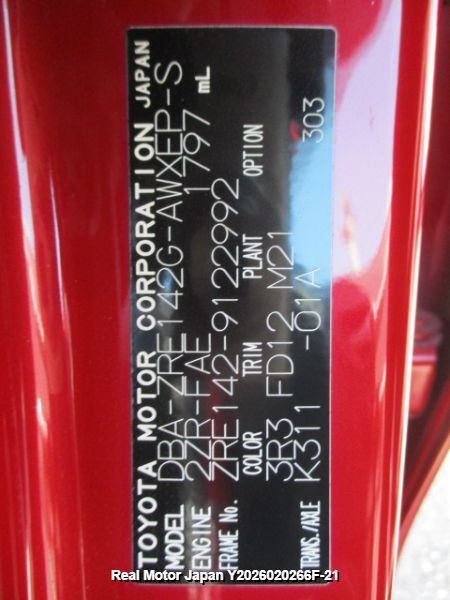 TOYOTA MOTOR CORPORATION JAPAN
MODEL DBA-ZRE142G-AWXEP-S
ENGINE 2ZR-FAE 1797 mL
FRAME No. ZRE142-9122992
COLOR TRIM PLANT OPTION
3R3 FD12 M21
TRANS./AXLE K311 -01A 303
Real Motor Japan Y2026020266F-21